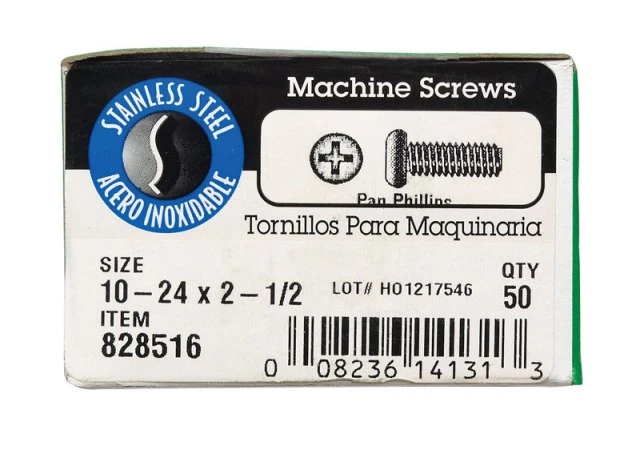 STAINLESS STEEL
ACERO INOXIDABLE
Machine Screws
Pan Phillips
Tornillos Para Maquinaria
SIZE
10-24 x 2-1/2
LOT# HO1217546
QTY
50
ITEM
828516
0 08236 14131 3